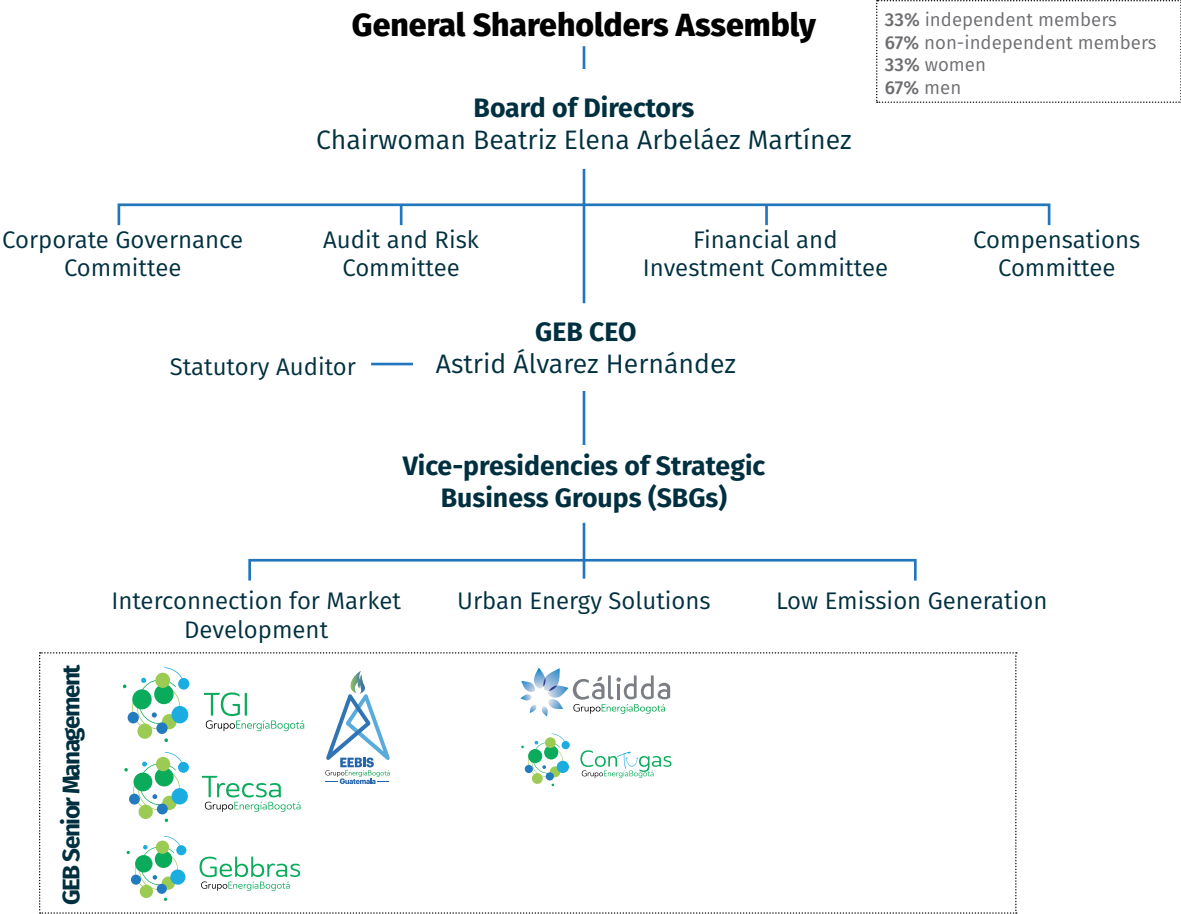 General Shareholders Assembly
33% independent members
67% non-independent members
33% women
67% men
Board of Directors
Chairwoman Beatriz Elena Arbeláez Martínez
Corporate Governance
Committee
Audit and Risk
Committee
Financial and
Investment Committee
Compensations
Committee
GEB CEO
Statutory Auditor
Astrid Álvarez Hernández
Vice-presidencies of Strategic
Business Groups (SBGs)
Interconnection for Market
Development
Urban Energy Solutions
Low Emission Generation
GEB Senior Management
TGI
GrupoEnergíaBogotá
Trecsa
GrupoEnergíaBogotá
Gebbras
GrupoEnergíaBogotá
EEBIS
GrupoEnergíaBogotá
Guatemala
Cálidda
GrupoEnergíaBogotá
ConTUgas
GrupoEnergíaBogotá